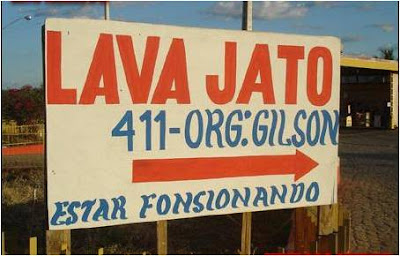 LAVA JATO
411-ORG: GILSON
ESTAR FONSIONANDO